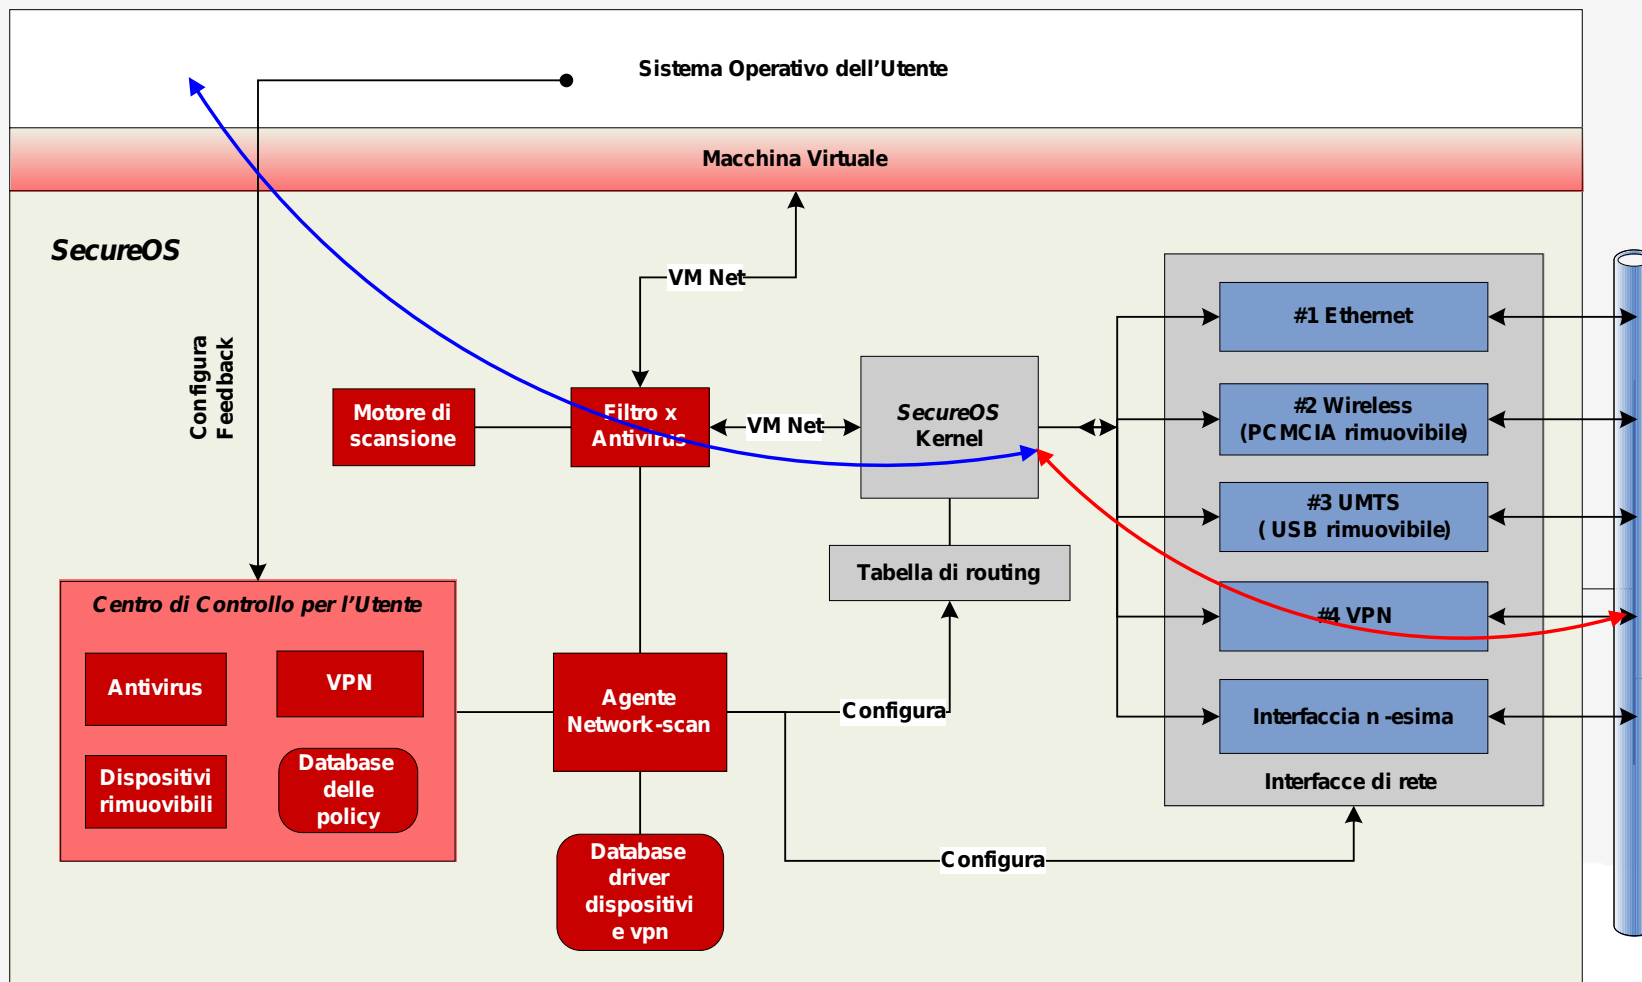 Sistema Operativo dell'Utente
Macchina Virtuale
SecureOS
VM Net
Configura
Feedback
Motore di
scansione
Filtro x
Antivirus
VM Net
SecureOS
Kernel
#1 Ethernet
#2 Wireless
(PCMCIA rimuovibile)
#3 UMTS
( USB rimuovibile)
#4 VPN
Interfaccia n -esima
Interfacce di rete
Tabella di routing
Centro di Controllo per l'Utente
Antivirus
VPN
Dispositivi
rimuovibili
Database
delle
policy
Agente
Network-scan
Configura
Configura
Database
driver
dispositivi
e vpn